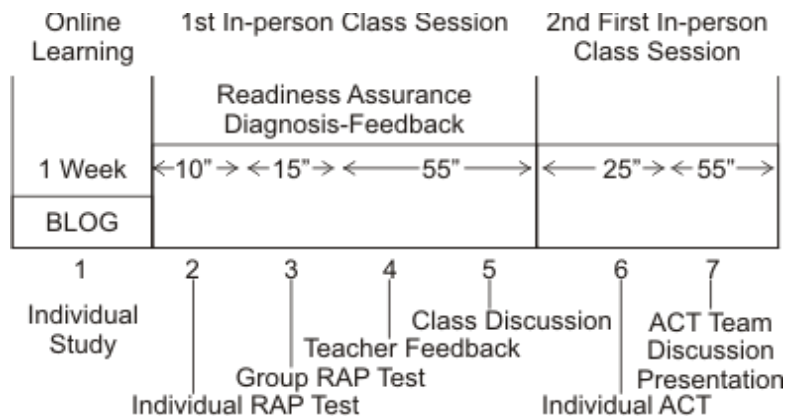 Online
Learning
1st In-person Class Session
2nd First In-person
Class Session
Readiness Assurance
Diagnosis-Feedback
1 Week
10”
15”
55”
25”
55”
BLOG
1
2
3
4
5
6
7
Individual
Study
Class Discussion
Teacher Feedback
Group RAP Test
Individual RAP Test
ACT Team
Discussion
Presentation
Individual ACT